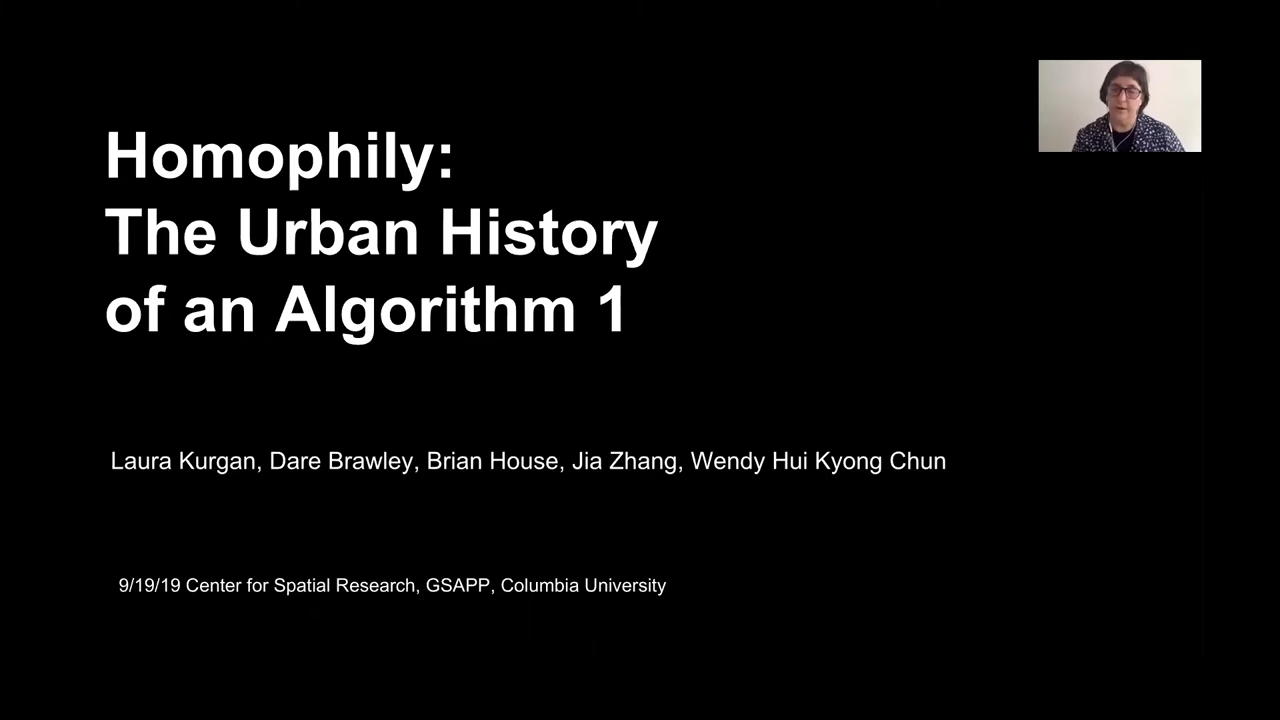 Homophily:
The Urban History
of an Algorithm 1
Laura Kurgan, Dare Brawley, Brian House, Jia Zhang, Wendy Hui Kyong Chun
9/19/19 Center for Spatial Research, GSAPP, Columbia University